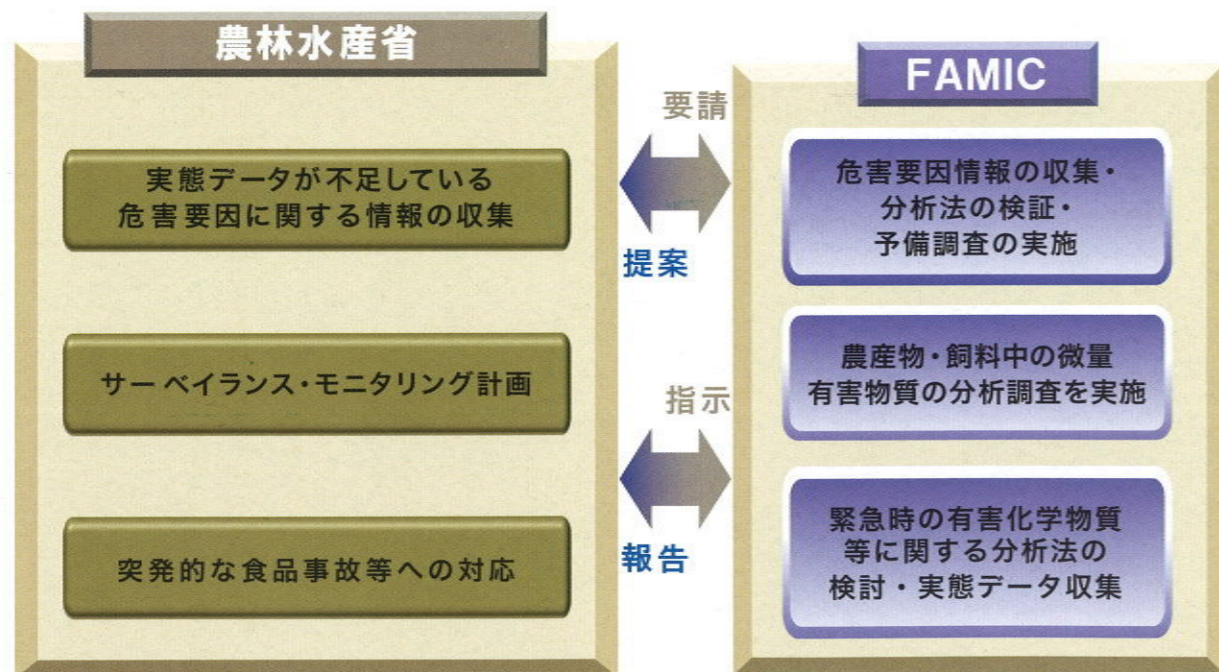 農林水産省
実態データが不足している
危害要因に関する情報の収集
サーベイランス・モニタリング計画
突発的な食品事故等への対応
要請
提案
指示
報告
FAMIC
危害要因情報の収集・
分析法の検証・
予備調査の実施
農産物・飼料中の微量
有害物質の分析調査を実施
緊急時の有害化学物質
等に関する分析法の
検討・実態データ収集